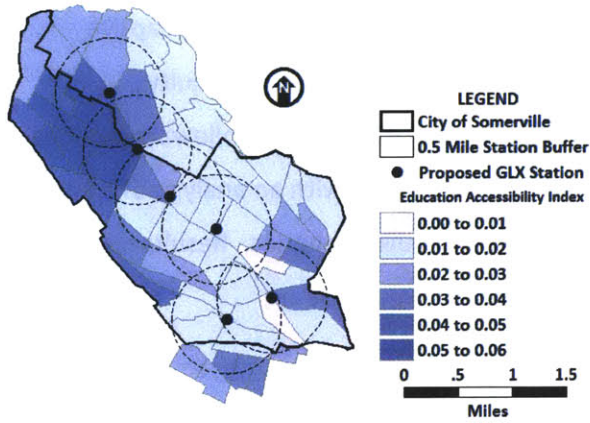 N
LEGEND
City of Somerville
0.5 Mile Station Buffer
Proposed GLX Station
Education Accessibility Index
0.00 to 0.01
0.01 to 0.02
0.02 to 0.03
0.03 to 0.04
0.04 to 0.05
0.05 to 0.06
0 .5 1 1.5
Miles